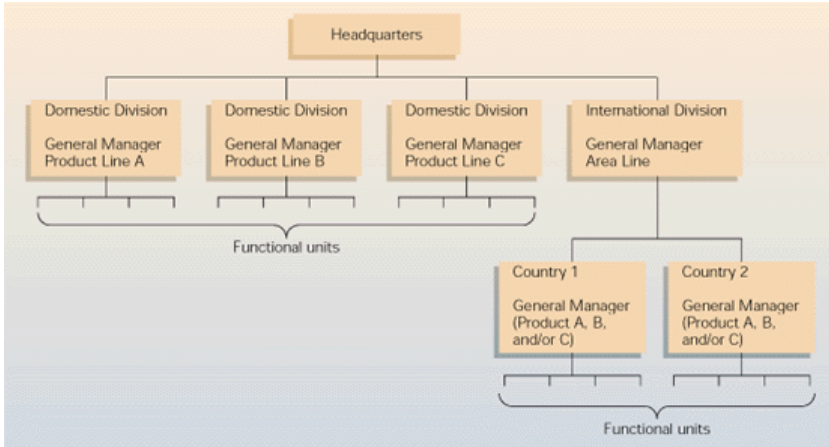 Headquarters
Domestic Division
General Manager
Product Line A
Domestic Division
General Manager
Product Line B
Domestic Division
General Manager
Product Line C
International Division
General Manager
Area Line
Functional units
Country 1
General Manager
(Product A, B,
and/or C)
Country 2
General Manager
(Product A, B,
and/or C)
Functional units